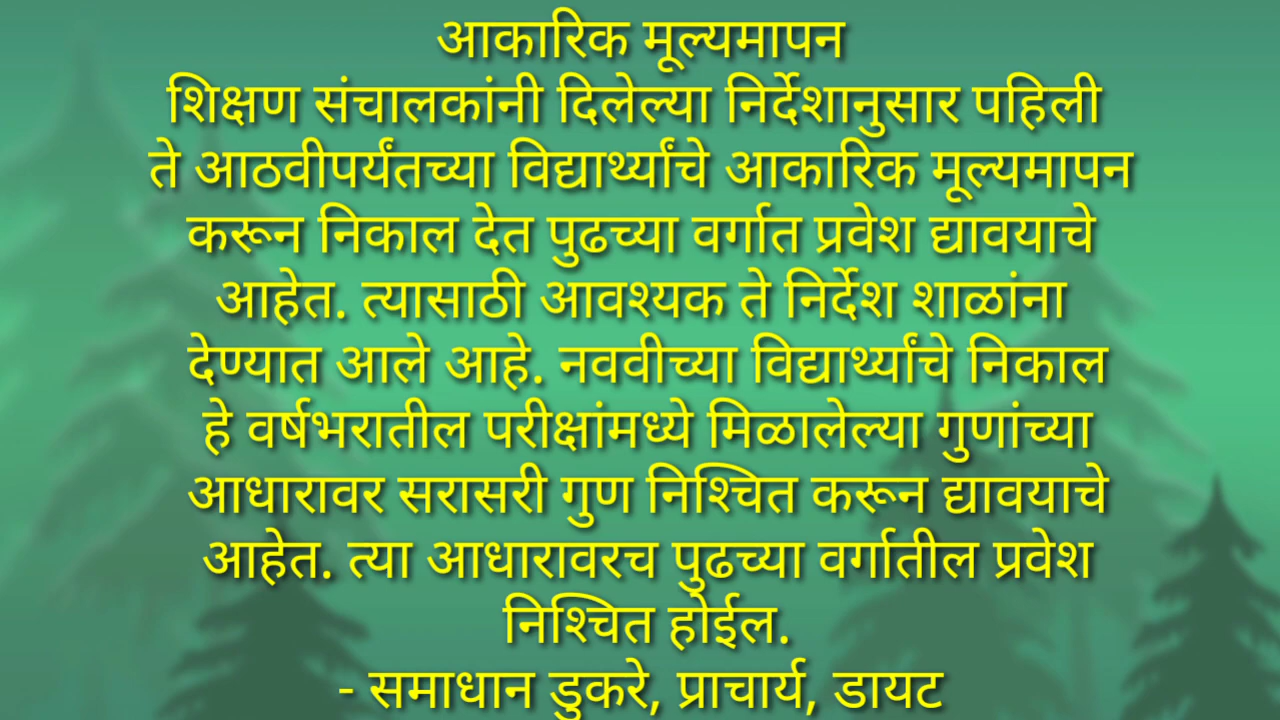 आकारिक मूल्यमापन
शिक्षण संचालकांनी दिलेल्या निर्देशानुसार पहिली
ते आठवीपर्यंतच्या विद्यार्थ्यांचे आकारिक मूल्यमापन
करून निकाल देत पुढच्या वर्गात प्रवेश द्यावयाचे
आहेत. त्यासाठी आवश्यक ते निर्देश शाळांना
देण्यात आले आहे. नववीच्या विद्यार्थ्यांचे निकाल
हे वर्षभरातील परीक्षांमध्ये मिळालेल्या गुणांच्या
आधारावर सरासरी गुण निश्चित करून द्यावयाचे
आहेत. त्या आधारावरच पुढच्या वर्गातील प्रवेश
निश्चित होईल.
- समाधान डुकरे, प्राचार्य, डायट